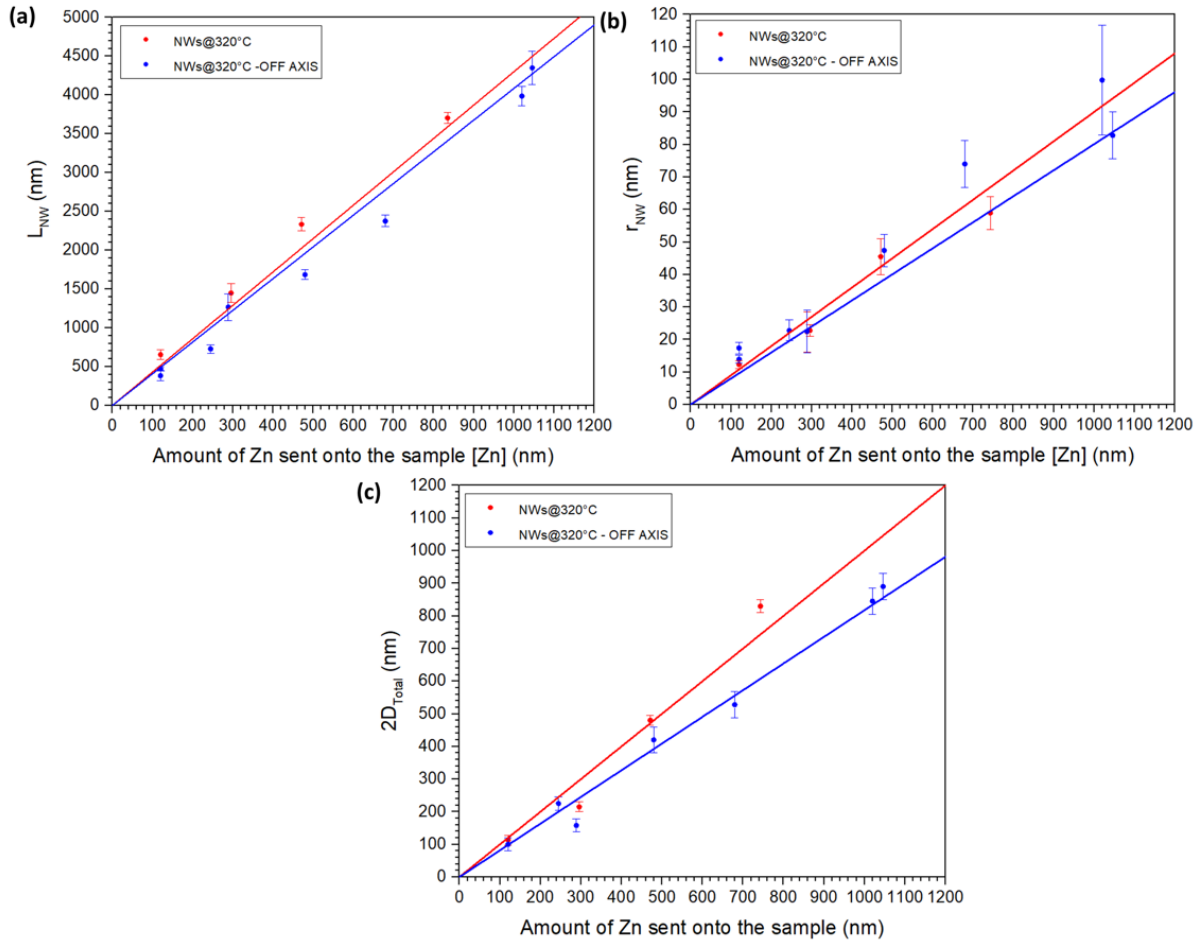 (a)
5000
4500
4000
3500
3000
2500
2000
1500
1000
500
0
L_NW (nm)
NWs@320°C
NWs@320°C -OFF AXIS
0 100 200 300 400 500 600 700 800 900 1000 1100 1200
Amount of Zn sent onto the sample [Zn] (nm)
(b)
120
110
100
90
80
70
60
50
40
30
20
10
0
r_NW (nm)
NWs@320°C
NWs@320°C - OFF AXIS
0 100 200 300 400 500 600 700 800 900 1000 1100 1200
Amount of Zn sent onto the sample [Zn] (nm)
(c)
1200
1100
1000
900
800
700
600
500
400
300
200
100
0
2D_Total (nm)
NWs@320°C
NWs@320°C - OFF AXIS
0 100 200 300 400 500 600 700 800 900 1000 1100 1200
Amount of Zn sent onto the sample (nm)